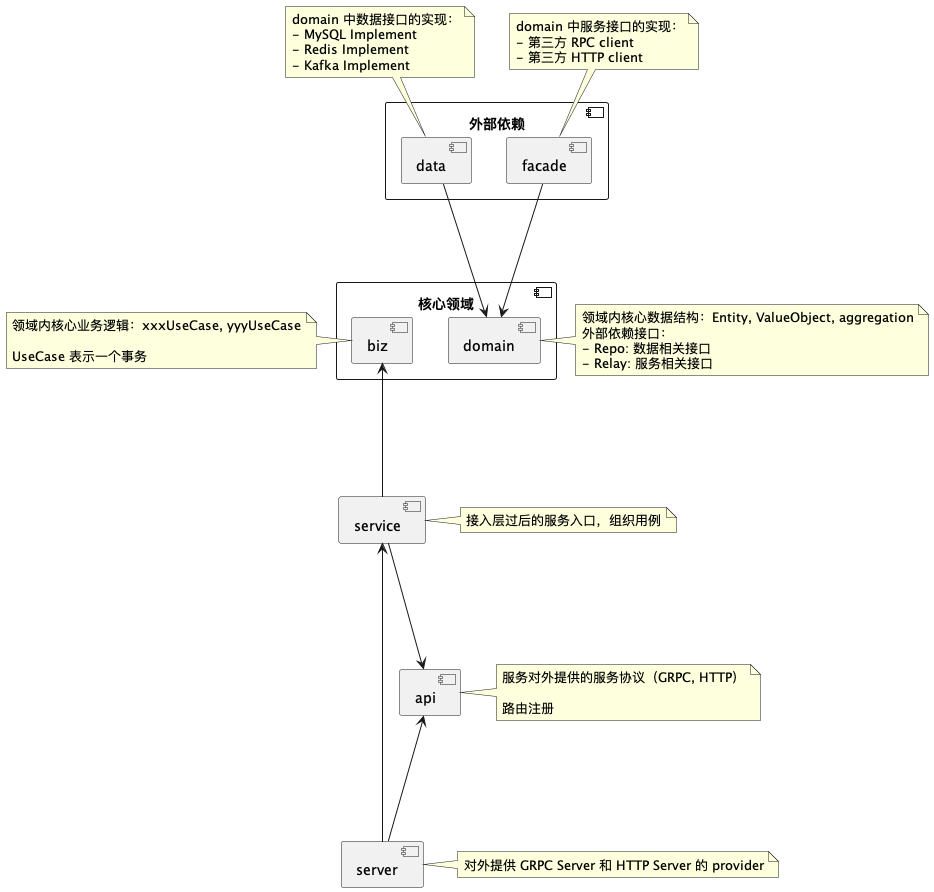 domain 中数据接口的实现：
- MySQL Implement
- Redis Implement
- Kafka Implement
domain 中服务接口的实现：
- 第三方 RPC client
- 第三方 HTTP client
外部依赖
data
facade
核心领域
biz
domain
领域内核心业务逻辑：xxxUseCase, yyyUseCase
UseCase 表示一个事务
领域内核心数据结构：Entity, ValueObject, aggregation
外部依赖接口：
- Repo: 数据相关接口
- Relay: 服务相关接口
service
接入层过后的服务入口，组织用例
api
服务对外提供的服务协议（GRPC, HTTP）
路由注册
server
对外提供 GRPC Server 和 HTTP Server 的 provider